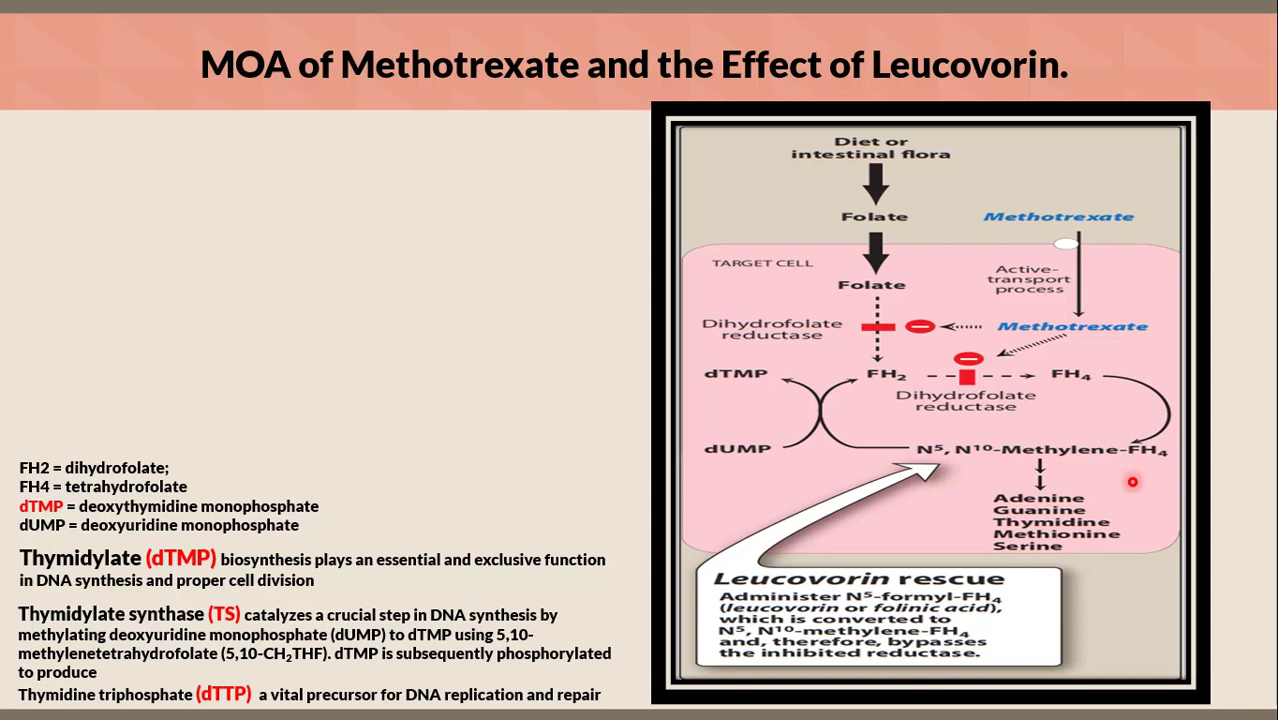 MOA of Methotrexate and the Effect of Leucovorin.
Diet or
intestinal flora
Folate
Methotrexate
TARGET CELL
Active-
transport
process
Folate
Dihydrofolate
reductase
Methotrexate
dTMP
FH₂
FH₄
Dihydrofolate
reductase
dUMP
N⁵, N¹⁰-Methylene-FH₄
Adenine
Guanine
Thymidine
Methionine
Serine
Leucovorin rescue
Administer N⁵-formyl-FH₄
(leucovorin or folinic acid),
which is converted to
N⁵, N¹⁰-methylene-FH₄
and, therefore, bypasses
the inhibited reductase.
FH2 = dihydrofolate;
FH4 = tetrahydrofolate
dTMP = deoxythymidine monophosphate
dUMP = deoxyuridine monophosphate
Thymidylate (dTMP) biosynthesis plays an essential and exclusive function
in DNA synthesis and proper cell division
Thymidylate synthase (TS) catalyzes a crucial step in DNA synthesis by
methylating deoxyuridine monophosphate (dUMP) to dTMP using 5,10-
methylenetetrahydrofolate (5,10-CH₂THF). dTMP is subsequently phosphorylated
to produce
Thymidine triphosphate (dTTP) a vital precursor for DNA replication and repair